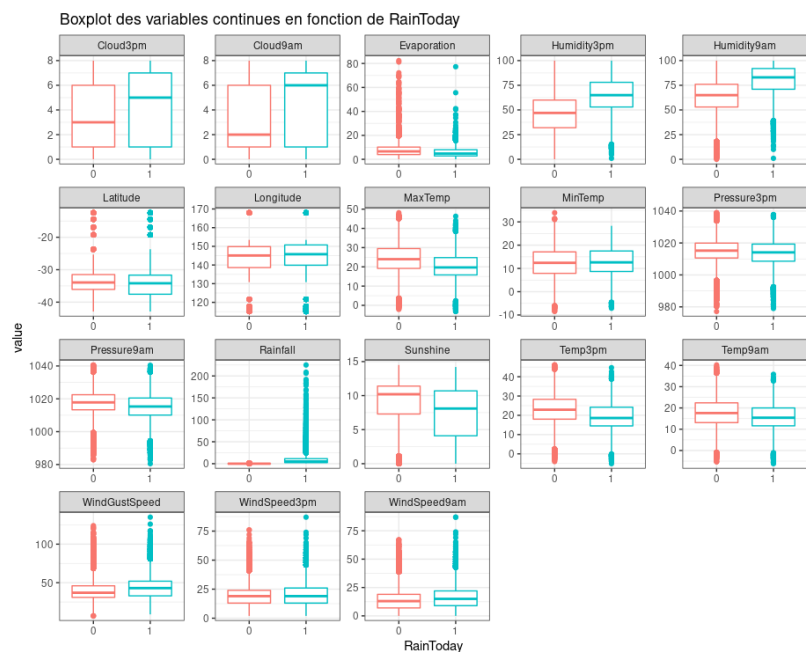 Boxplot des variables continues en fonction de RainToday
Cloud3pm Cloud9am Evaporation Humidity3pm Humidity9am
8 8 80 100 100
6 6 60 75 75
4 4 40 50 50
2 2 20 25 25
0 0 0 0 0
0 1 0 1 0 1 0 1 0 1
Latitude Longitude MaxTemp MinTemp Pressure3pm
-20 -30 -40
170 160 150 140 130 120
50 40 30 20 10 0
30 20 10 0 -10
1040 1020 1000 980
0 1 0 1 0 1 0 1 0 1
value
Pressure9am Rainfall Sunshine Temp3pm Temp9am
1040 1020 1000 980
200 150 100 50 0
10 5 0
40 30 20 10 0
40 30 20 10 0
0 1 0 1 0 1 0 1 0 1
WindGustSpeed WindSpeed3pm WindSpeed9am
100 50
75 50 25 0
75 50 25 0
0 1 0 1 0 1
RainToday